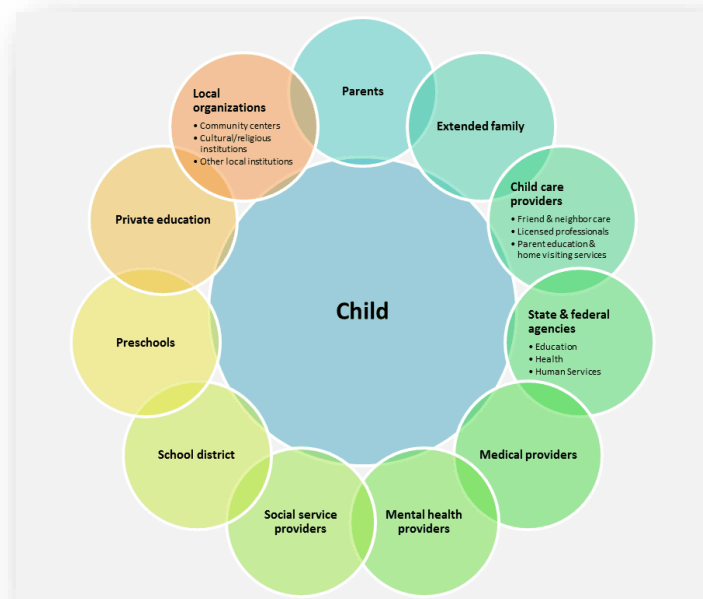 Parents
Extended family
Child care
providers
• Friend & neighbor care
• Licensed professionals
• Parent education &
home visiting services
State & federal
agencies
• Education
• Health
• Human Services
Medical providers
Mental health
providers
Social service
providers
School district
Preschools
Private education
Local
organizations
• Community centers
• Cultural/religious
institutions
• Other local institutions
Child